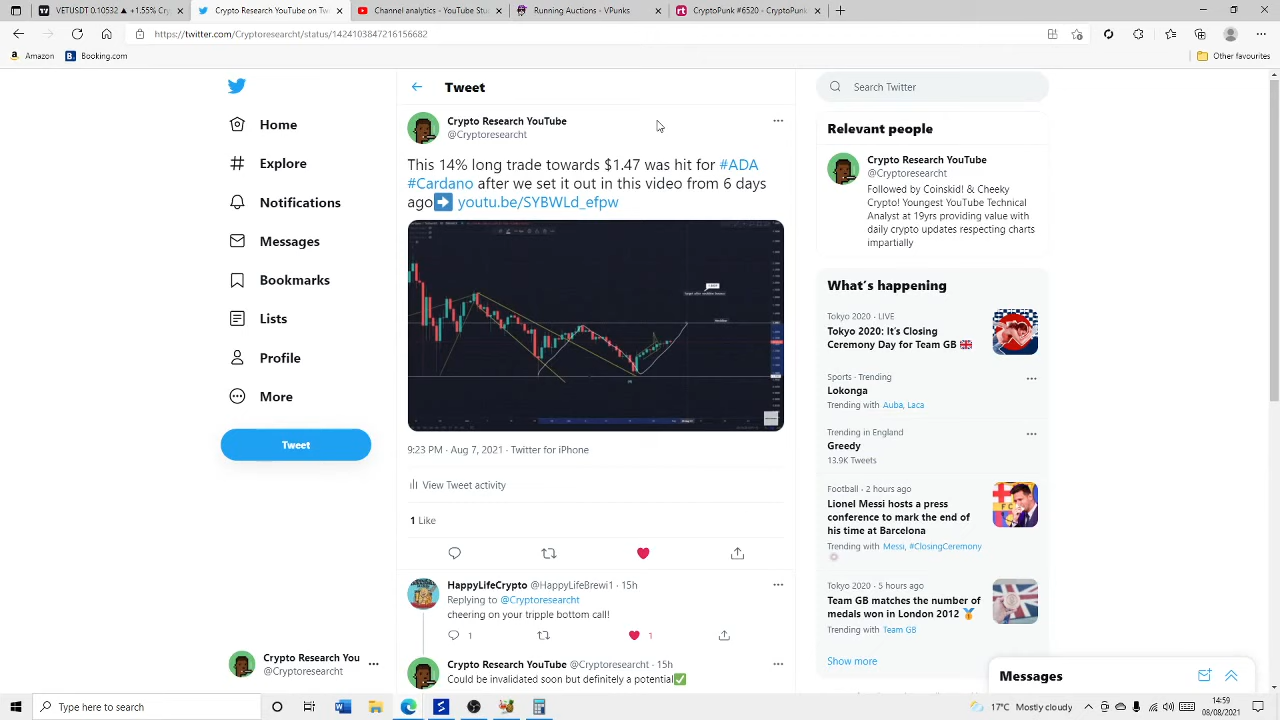 VETUSDT 0.10532 ▲ +1.55% Cry
Crypto Research YouTube on Tw
Channel analytics - YouTube Stu
Running Auctions - VPunks
CryptoPunk #6520 - CryptoPunks
https://twitter.com/Cryptoresearcht/status/1424103847216156682
Amazon
Booking.com
Other favourites
Home
Explore
Notifications
Messages
Bookmarks
Lists
Profile
More
Tweet
Crypto Research You
@Cryptoresearcht
Tweet
Crypto Research YouTube
@Cryptoresearcht
This 14% long trade towards $1.47 was hit for #ADA
#Cardano after we set it out in this video from 6 days
ago➡️ youtu.be/SYBWLd_efpw
9:23 PM · Aug 7, 2021 · Twitter for iPhone
View Tweet activity
1 Like
HappyLifeCrypto @HappyLifeBrewi1 · 15h
Replying to @Cryptoresearcht
cheering on your tripple bottom call!
1
1
Crypto Research YouTube @Cryptoresearcht · 15h
Could be invalidated soon but definitely a potential✅
Search Twitter
Relevant people
Crypto Research YouTube
@Cryptoresearcht
Followed by Coinskid! & Cheeky
Crypto! Youngest YouTube Technical
Analyst at 19yrs providing value with
daily crypto updates respecting charts
impartially
What's happening
Tokyo 2020 · LIVE
Tokyo 2020: It's Closing
Ceremony Day for Team GB 🇬🇧
Sports · Trending
Lokonga
Trending with Auba, Laca
Trending in England
Greedy
13.9K Tweets
Football · 2 hours ago
Lionel Messi hosts a press
conference to mark the end of
his time at Barcelona
Trending with Messi, #ClosingCeremony
Tokyo 2020 · 5 hours ago
Team GB matches the number of
medals won in London 2012 🏅
Trending with Team GB
Show more
Messages
Type here to search
17°C Mostly cloudy
14:59
08/08/2021